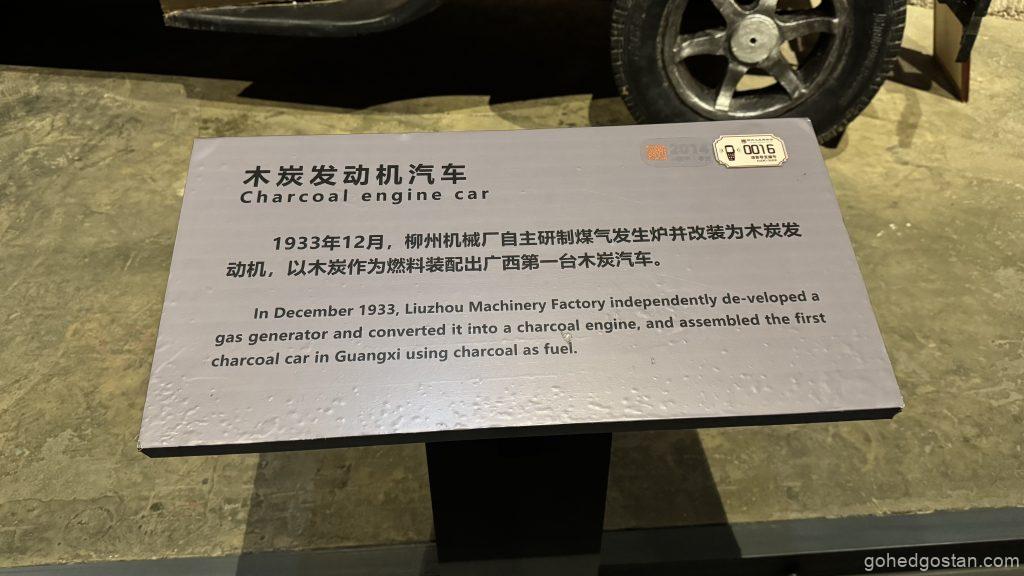 木炭发动机汽车
Charcoal engine car
0016
1933年12月，柳州机械厂自主研制煤气发生炉并改装为木炭发
动机，以木炭作为燃料装配出广西第一台木炭汽车。
In December 1933, Liuzhou Machinery Factory independently de-veloped a
gas generator and converted it into a charcoal engine, and assembled the first
charcoal car in Guangxi using charcoal as fuel.
gohedgostan.com